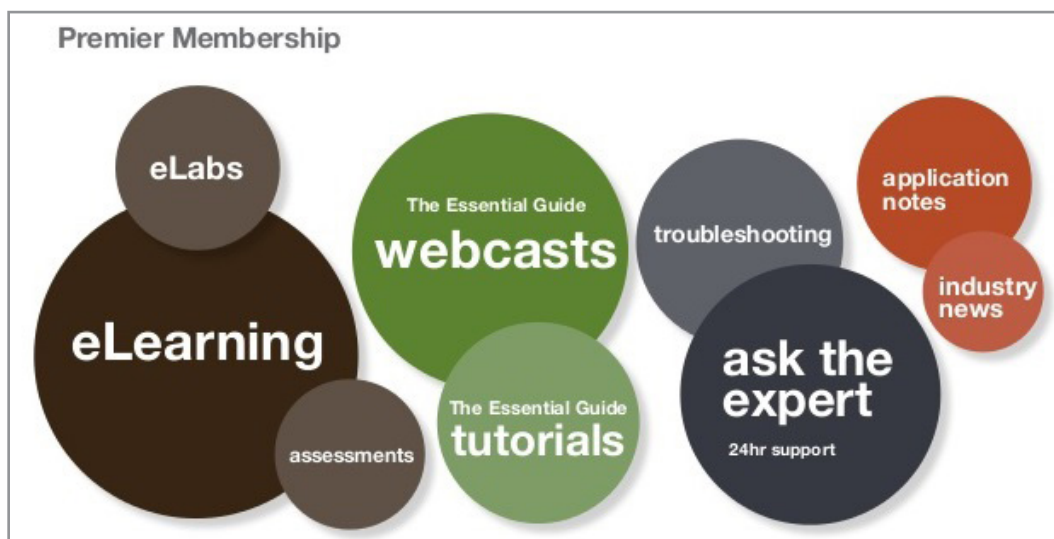 Premier Membership
eLabs
eLearning
assessments
The Essential Guide
webcasts
The Essential Guide
tutorials
troubleshooting
ask the
expert
24hr support
application
notes
industry
news